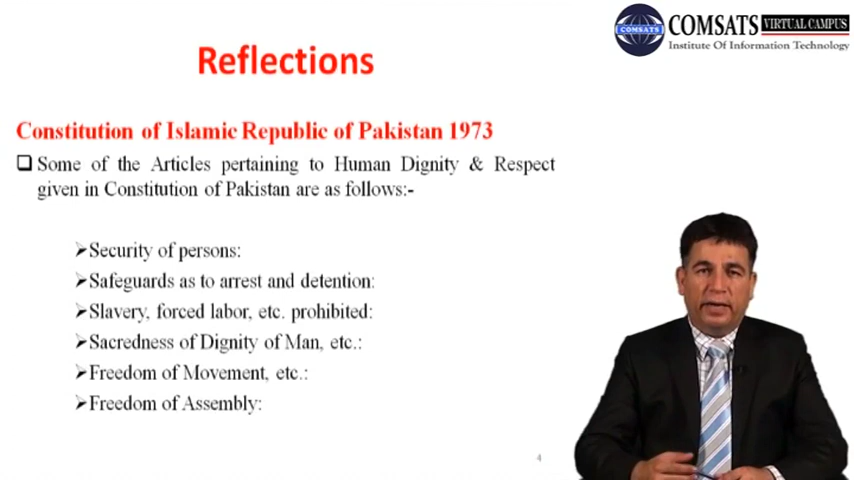 COMSATS
COMSATS VIRTUAL CAMPUS
Institute Of Information Technology
Reflections
Constitution of Islamic Republic of Pakistan 1973
❑ Some of the Articles pertaining to Human Dignity & Respect
given in Constitution of Pakistan are as follows:-
➢Security of persons:
➢Safeguards as to arrest and detention:
➢Slavery, forced labor, etc. prohibited:
➢Sacredness of Dignity of Man, etc.:
➢Freedom of Movement, etc.:
➢Freedom of Assembly:
4